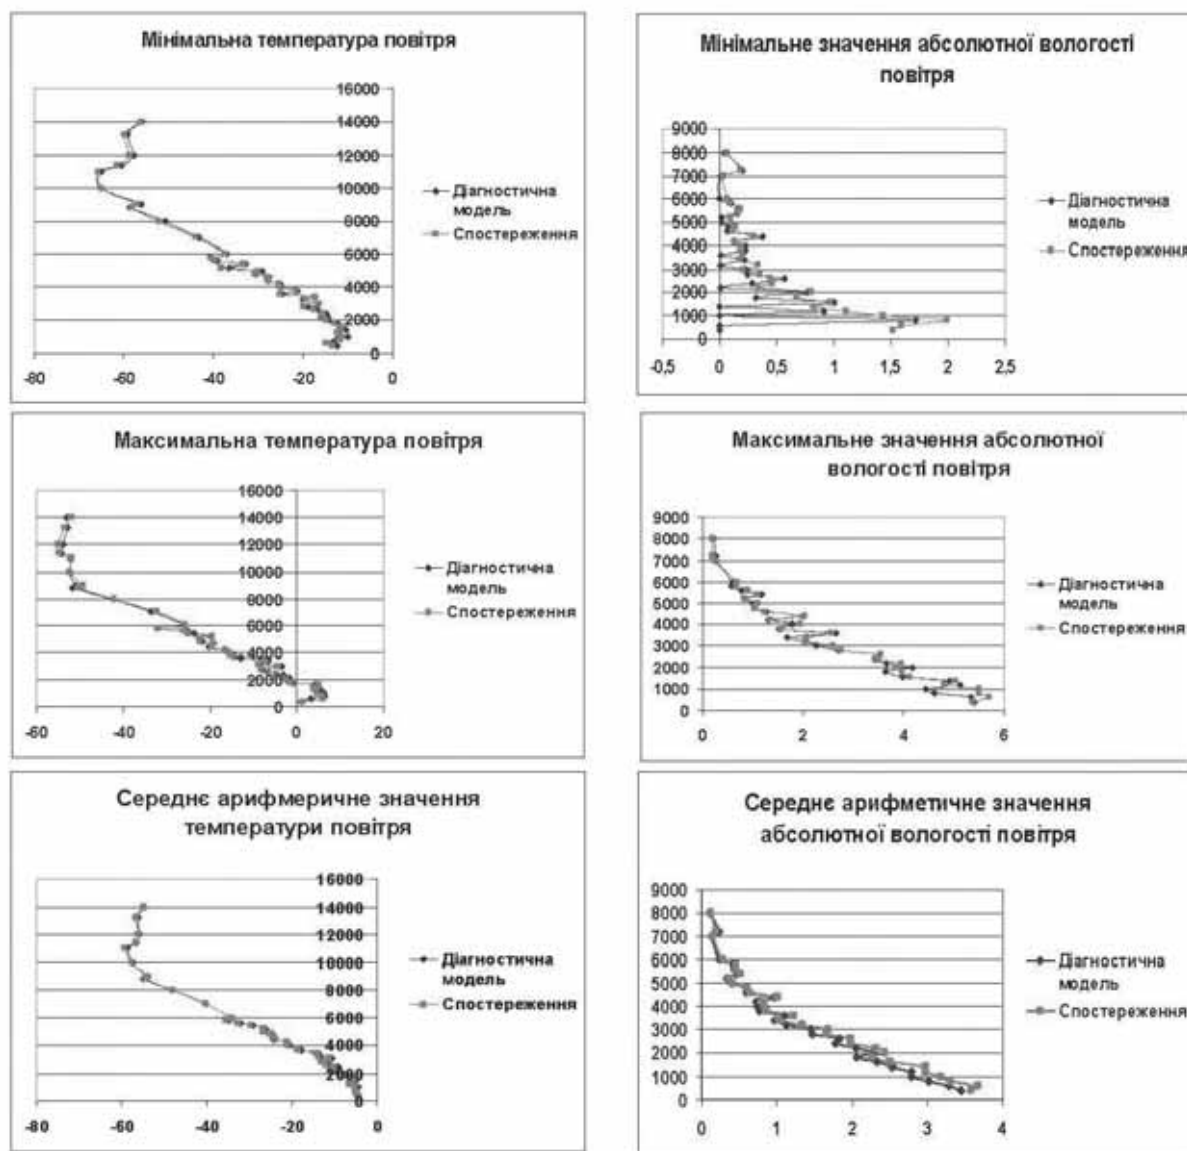 Мінімальна температура повітря
16000
14000
12000
10000
8000
6000
4000
2000
0
-80 -60 -40 -20 0
Діагностична
модель
Спостереження
Мінімальне значення абсолютної вологості
повітря
9000
8000
7000
6000
5000
4000
3000
2000
1000
0
-0,5 0 0,5 1 1,5 2 2,5
Діагностична
модель
Спостереження
Максимальна температура повітря
16000
14000
12000
10000
8000
6000
4000
2000
0
-60 -40 -20 0 20
Діагностична
модель
Спостереження
Максимальне значення абсолютної
вологості повітря
9000
8000
7000
6000
5000
4000
3000
2000
1000
0
0 2 4 6
Діагностична
модель
Спостереження
Середнє арифмеричне значення
температури повітря
16000
14000
12000
10000
8000
6000
4000
2000
0
-80 -60 -40 -20 0
Діагностична
модель
Спостереження
Середнє арифметичне значення
абсолютної вологості повітря
9000
8000
7000
6000
5000
4000
3000
2000
1000
0
0 1 2 3 4
Діагностична
модель
Спостереження